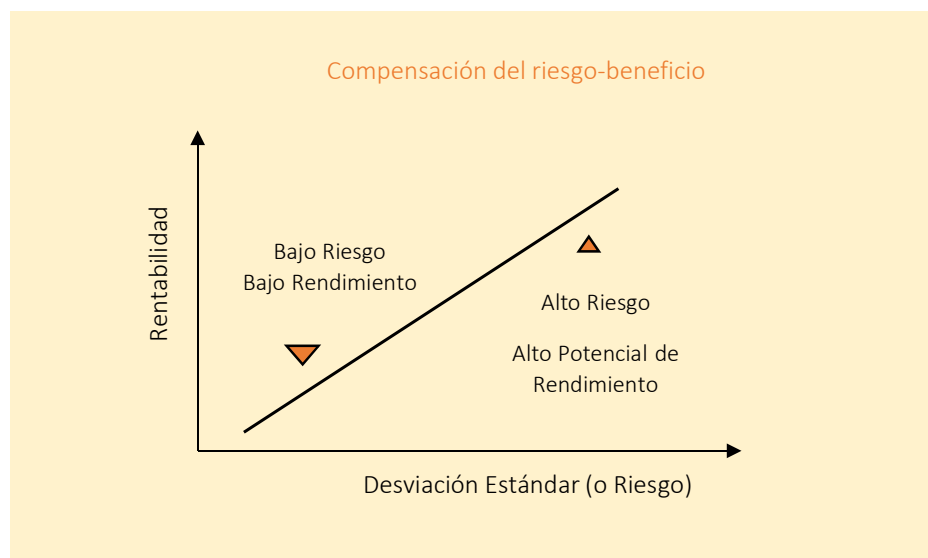 Compensación del riesgo-beneficio
Rentabilidad
Bajo Riesgo
Bajo Rendimiento
Alto Riesgo
Alto Potencial de
Rendimiento
Desviación Estándar (o Riesgo)